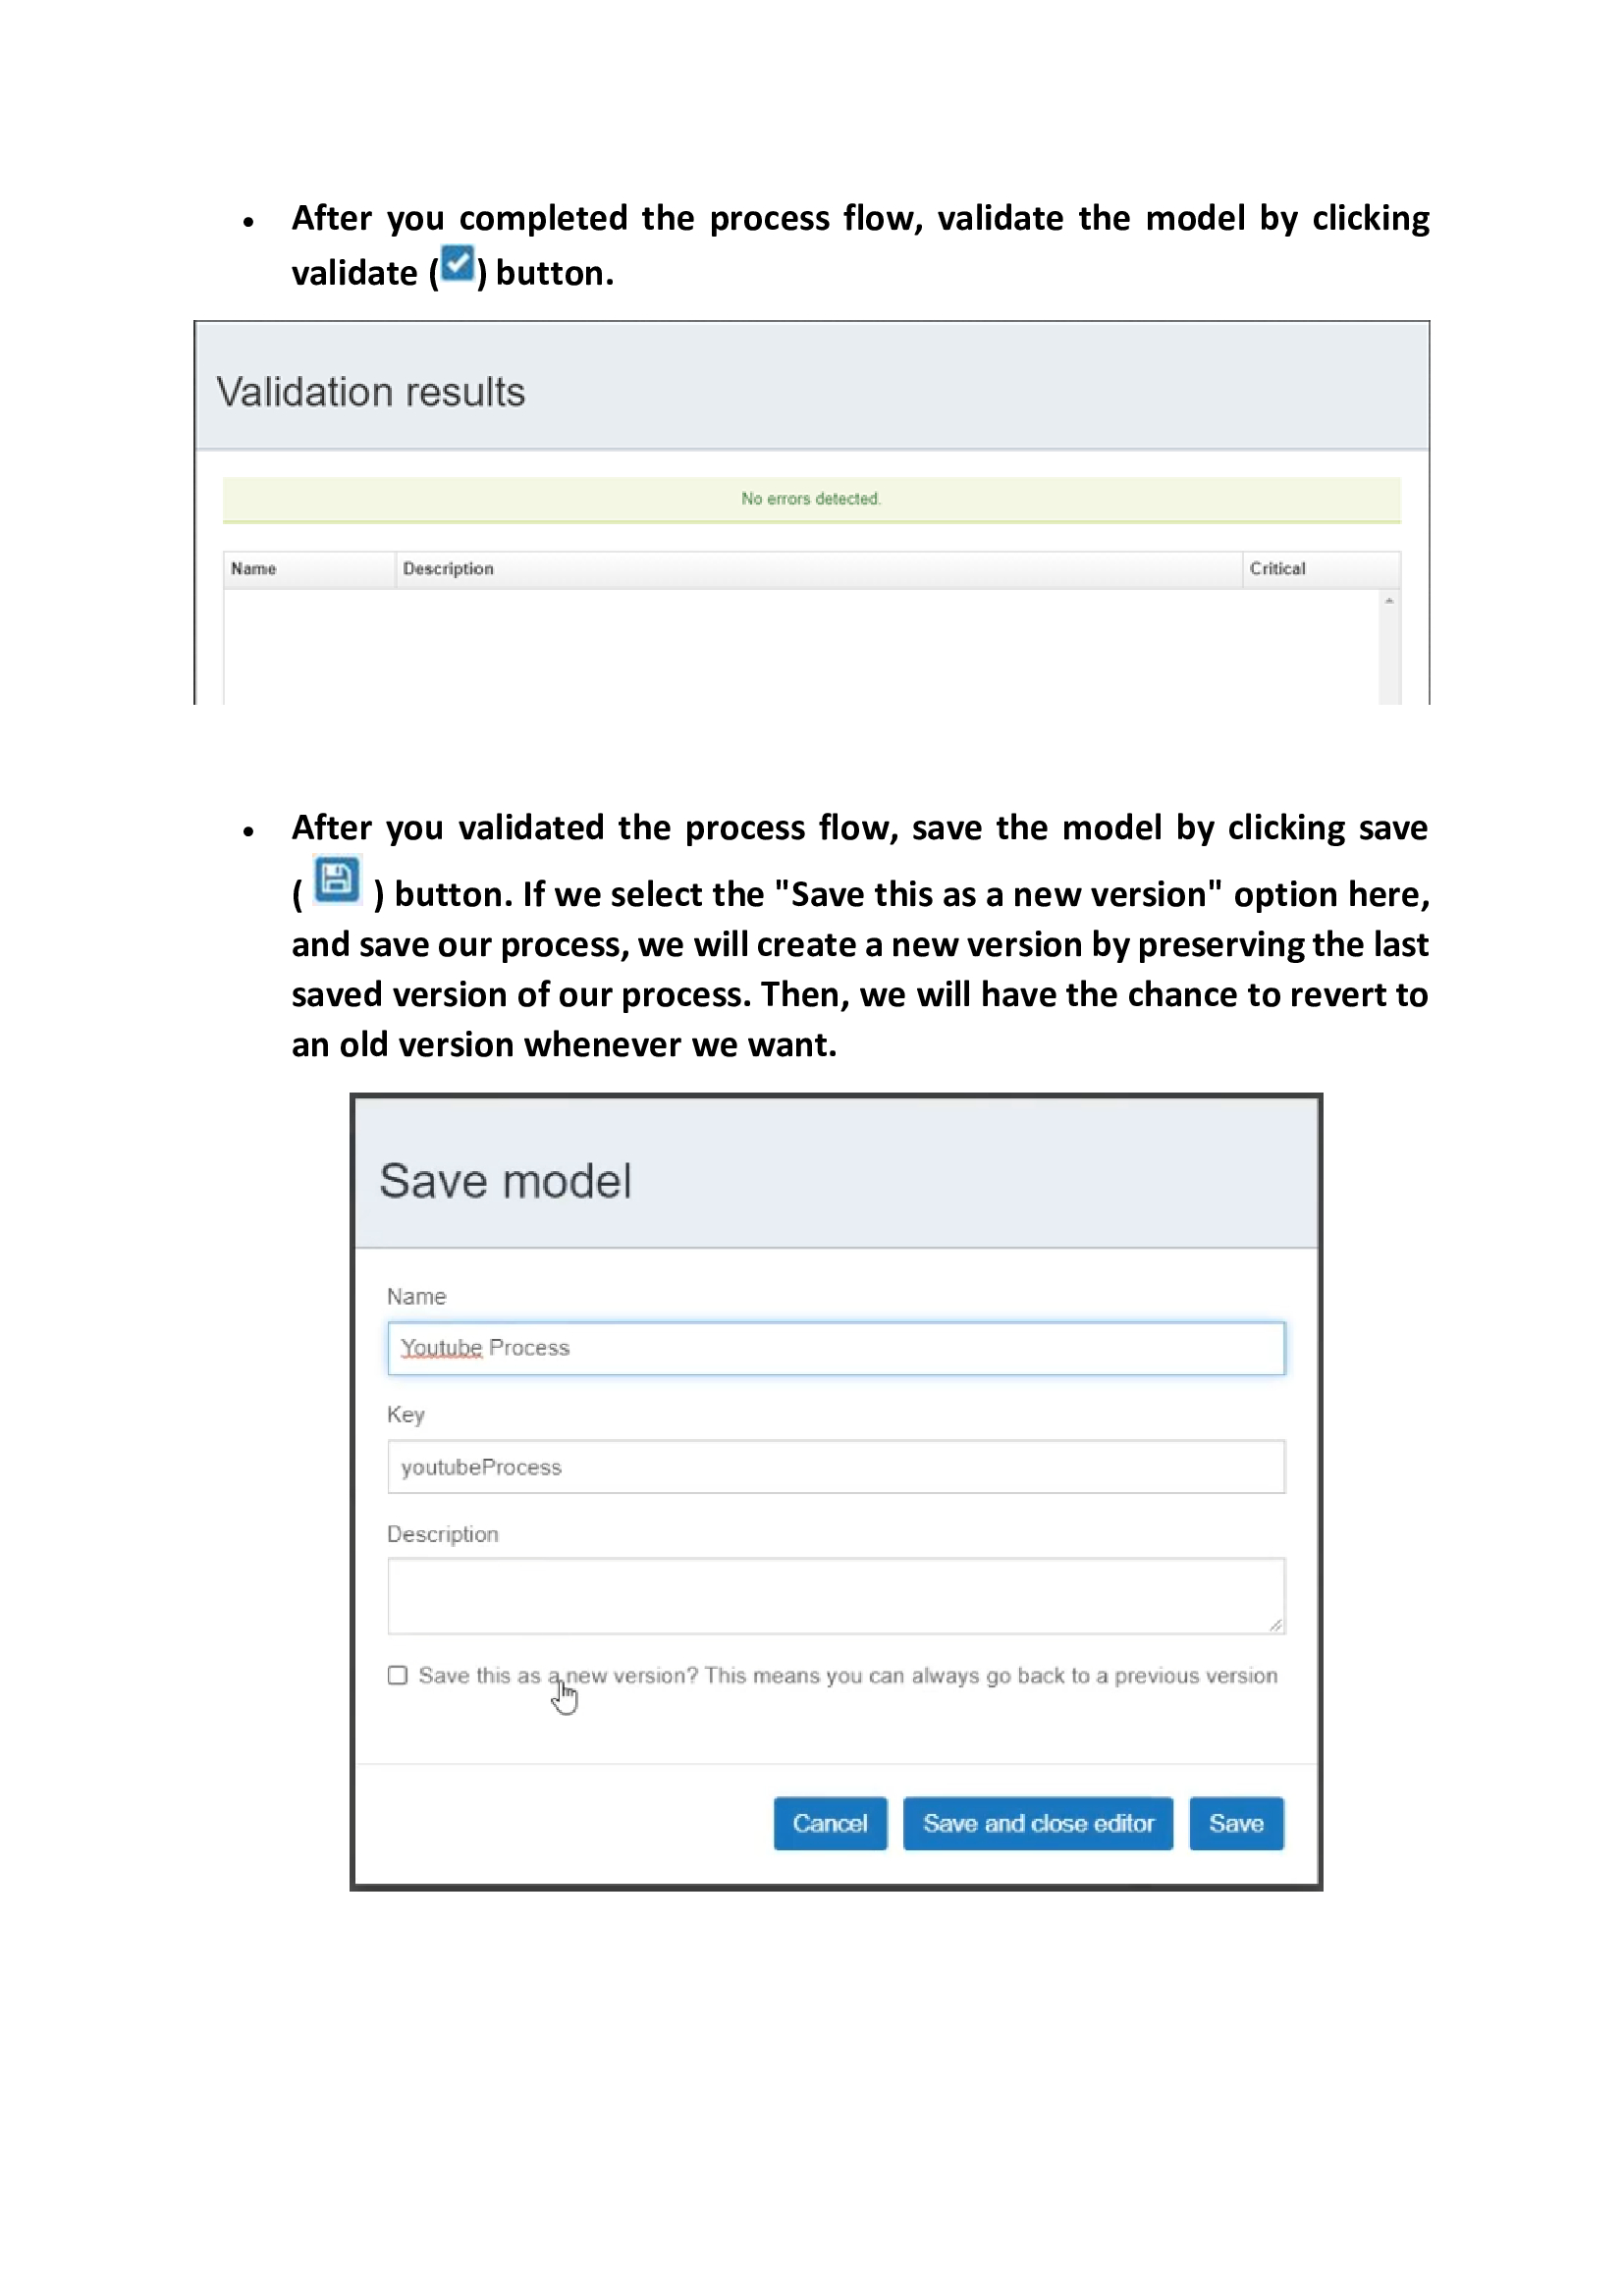 • After you completed the process flow, validate the model by clicking
validate ( ) button.
Validation results
No errors detected.
Name Description Critical
• After you validated the process flow, save the model by clicking save
( ) button. If we select the "Save this as a new version" option here,
and save our process, we will create a new version by preserving the last
saved version of our process. Then, we will have the chance to revert to
an old version whenever we want.
Save model
Name
Youtube Process
Key
youtubeProcess
Description
Save this as a new version? This means you can always go back to a previous version
Cancel Save and close editor Save